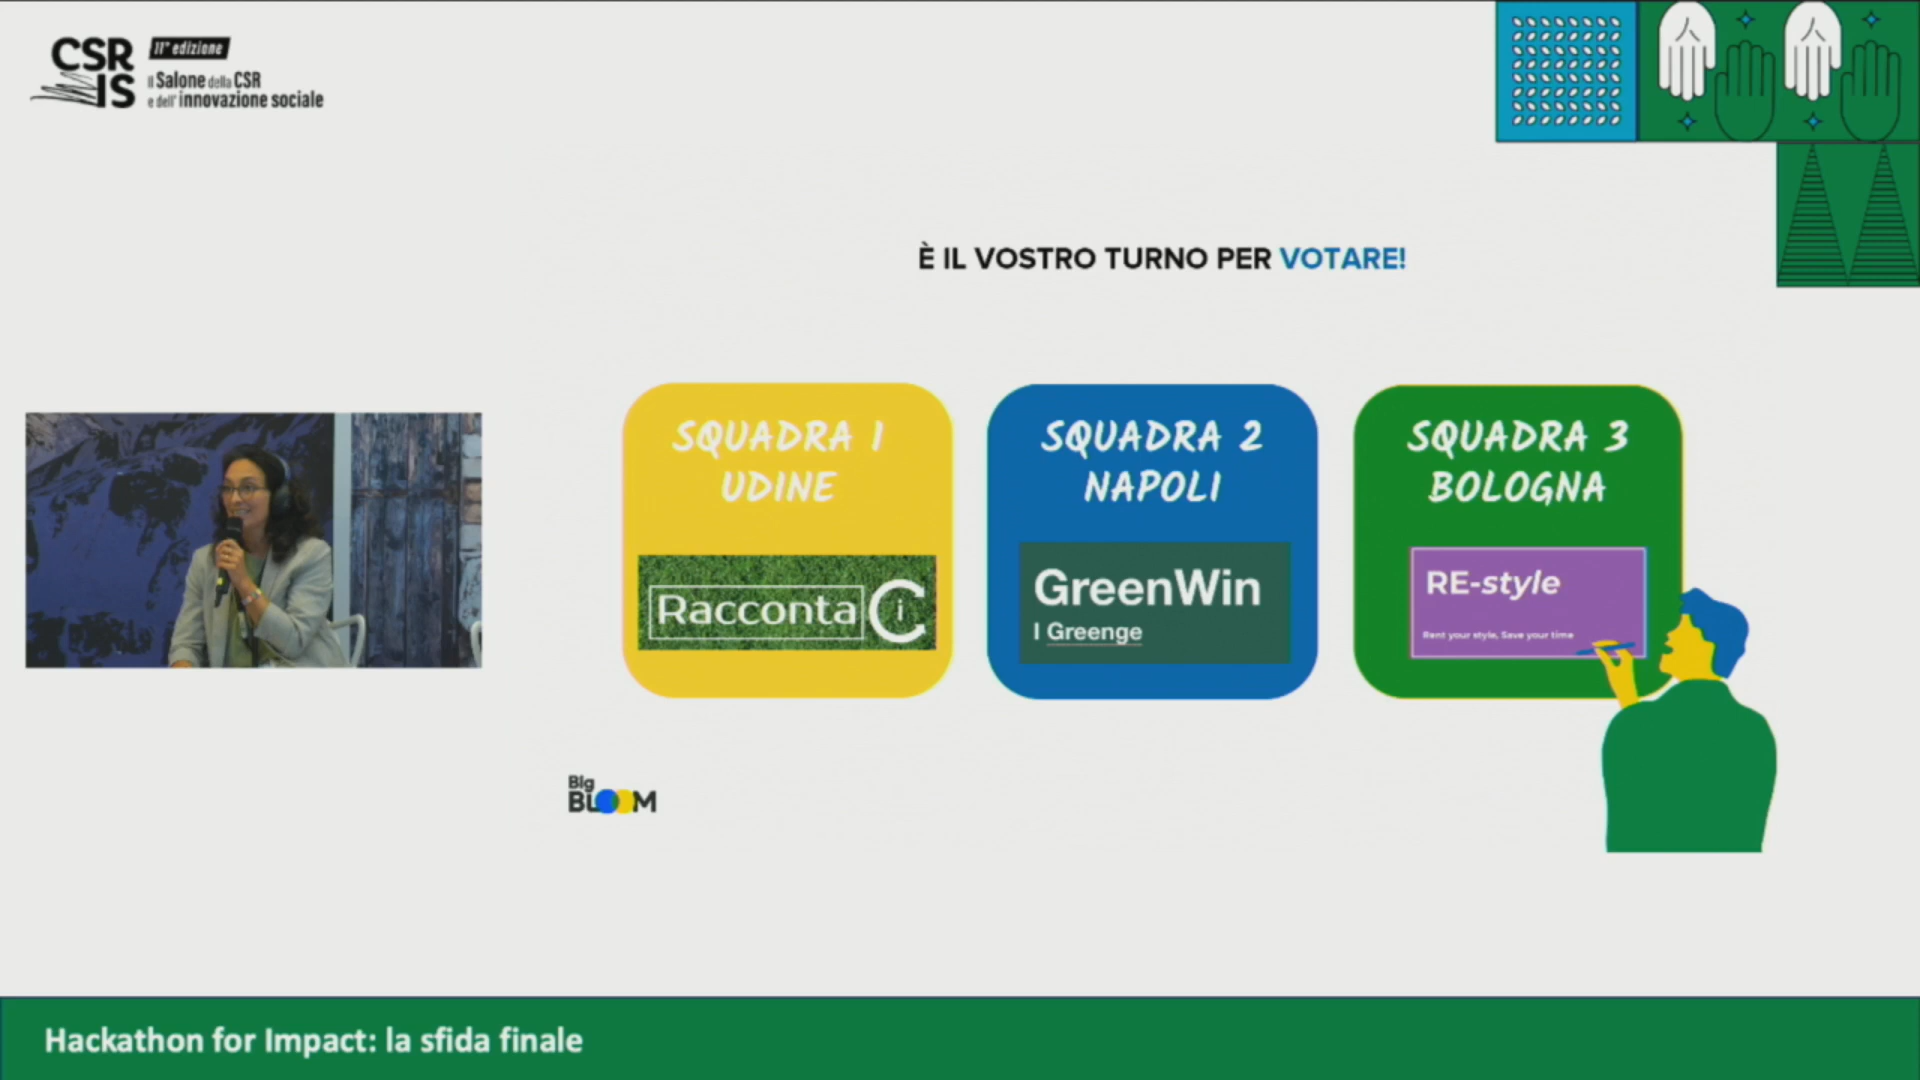 CSR
IS
11ª edizione
Il Salone della CSR
e dell'innovazione sociale
È IL VOSTRO TURNO PER VOTARE!
SQUADRA 1
UDINE
Racconta Ci
SQUADRA 2
NAPOLI
GreenWin
I Greenge
SQUADRA 3
BOLOGNA
RE-style
Rent your style, Save your time
Big
BLOOM
Hackathon for Impact: la sfida finale